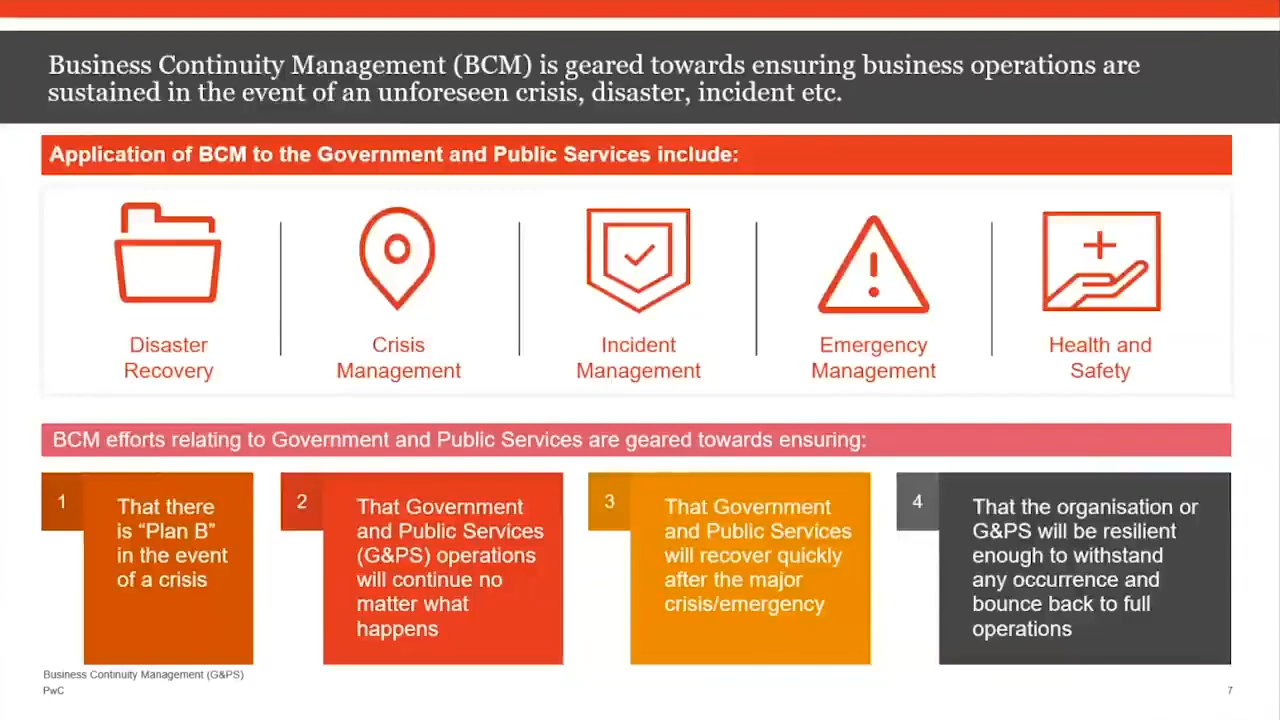 Business Continuity Management (BCM) is geared towards ensuring business operations are
sustained in the event of an unforeseen crisis, disaster, incident etc.
Application of BCM to the Government and Public Services include:
Disaster
Recovery
Crisis
Management
Incident
Management
Emergency
Management
Health and
Safety
BCM efforts relating to Government and Public Services are geared towards ensuring:
1
That there
is “Plan B”
in the event
of a crisis
2
That Government
and Public Services
(G&PS) operations
will continue no
matter what
happens
3
That Government
and Public Services
will recover quickly
after the major
crisis/emergency
4
That the organisation or
G&PS will be resilient
enough to withstand
any occurrence and
bounce back to full
operations
Business Continuity Management (G&PS)
PwC
7